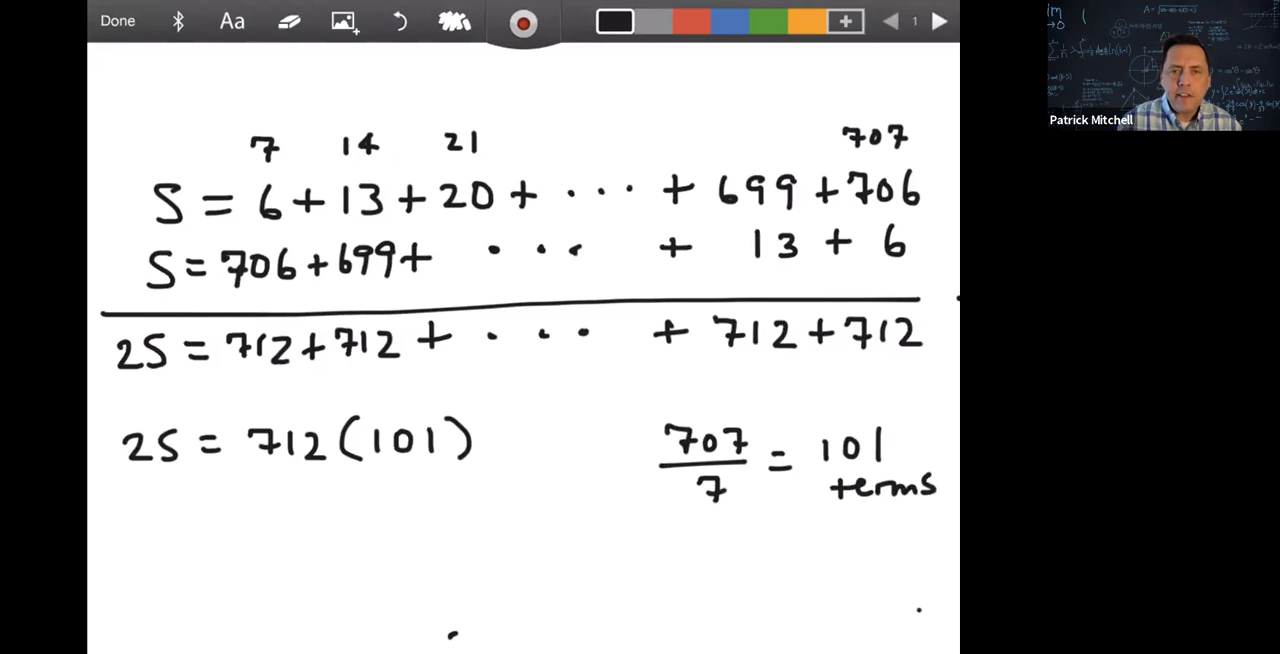 Done Aa 1
7 14 21 707
S = 6 + 13 + 20 + ... + 699 + 706
S = 706 + 699 + ... + 13 + 6
2S = 712 + 712 + ... + 712 + 712
2S = 712 (101)
707/7 = 101
terms
Patrick Mitchell